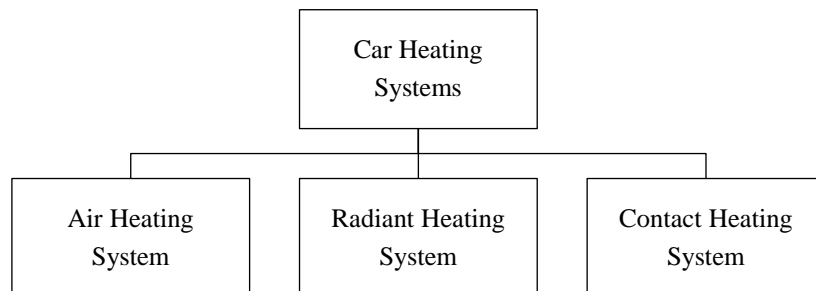 Car Heating
Systems
Air Heating
System
Radiant Heating
System
Contact Heating
System